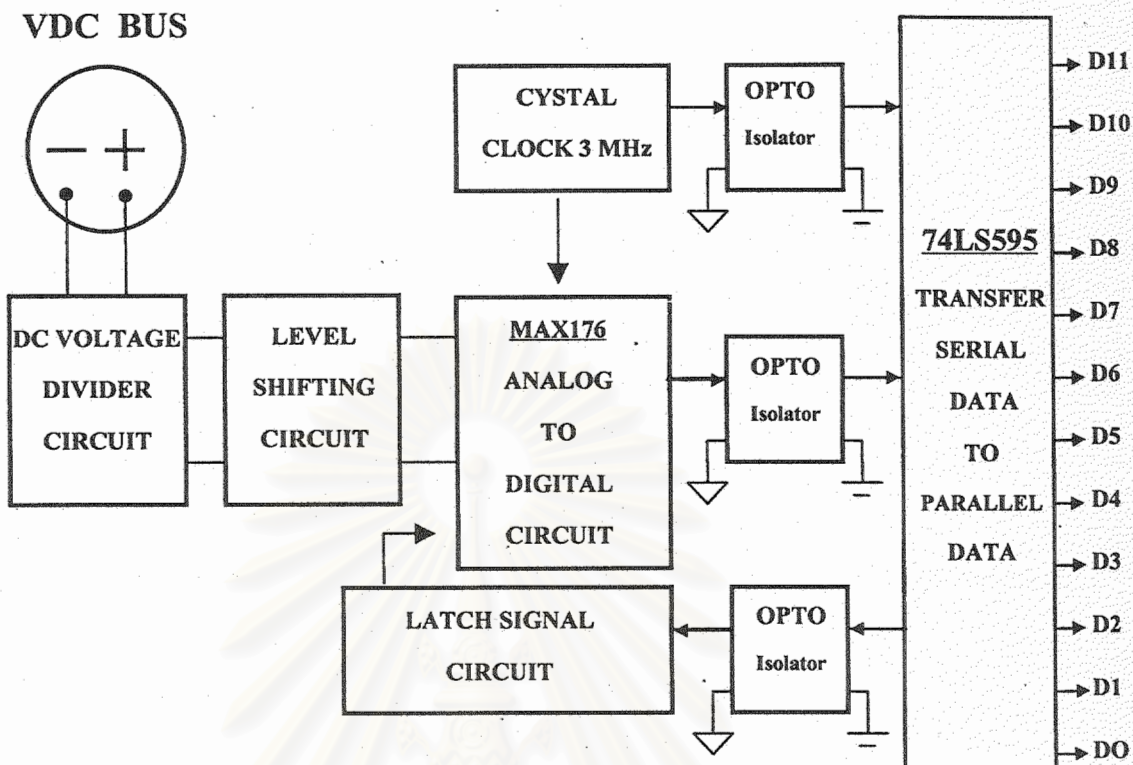 VDC BUS
− +
CYSTAL
CLOCK 3 MHz
OPTO
Isolator
DC VOLTAGE
DIVIDER
CIRCUIT
LEVEL
SHIFTING
CIRCUIT
MAX176
ANALOG
TO
DIGITAL
CIRCUIT
OPTO
Isolator
LATCH SIGNAL
CIRCUIT
OPTO
Isolator
74LS595
TRANSFER
SERIAL
DATA
TO
PARALLEL
DATA
D11
D10
D9
D8
D7
D6
D5
D4
D3
D2
D1
DO